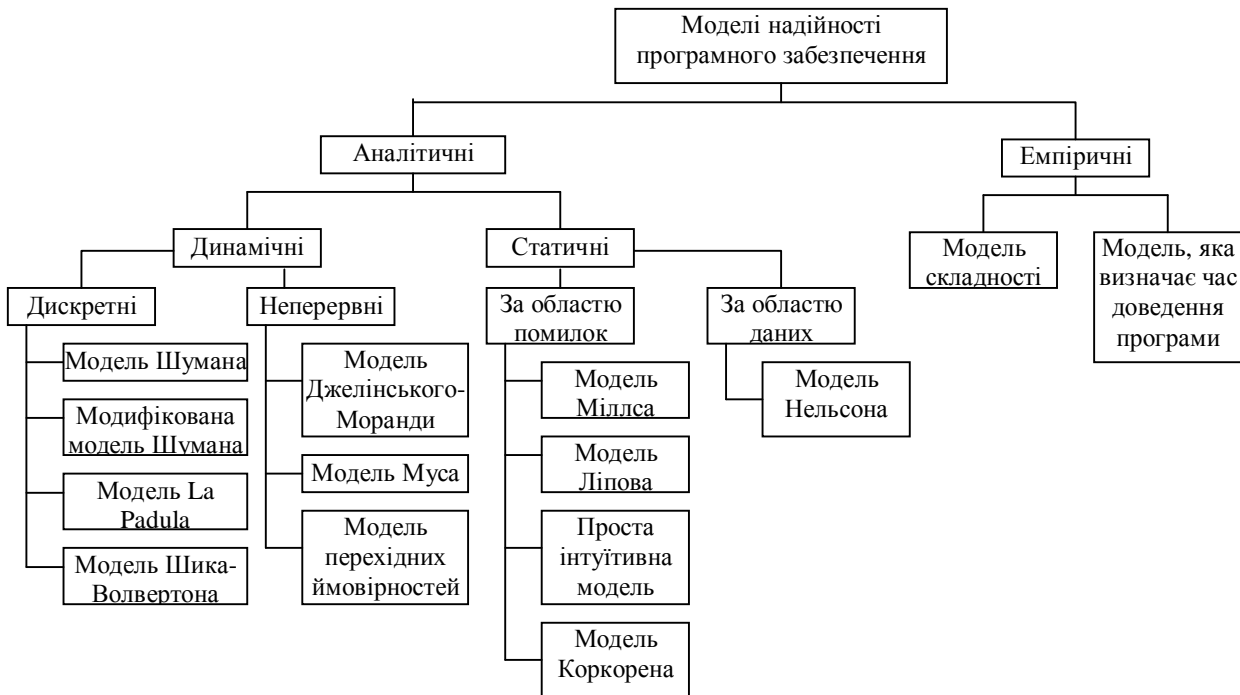 Моделі надійності
програмного забезпечення
Аналітичні
Емпіричні
Динамічні
Статичні
Модель
складності
Модель, яка
визначає час
доведення
програми
Дискретні
Неперервні
За областю
помилок
За областю
даних
Модель Шумана
Модифікована
модель Шумана
Модель La
Padula
Модель Шика-
Волвертона
Модель
Джелінського-
Моранди
Модель Муса
Модель
перехідних
ймовірностей
Модель
Міллса
Модель
Ліпова
Проста
інтуїтивна
модель
Модель
Коркорена
Модель
Нельсона